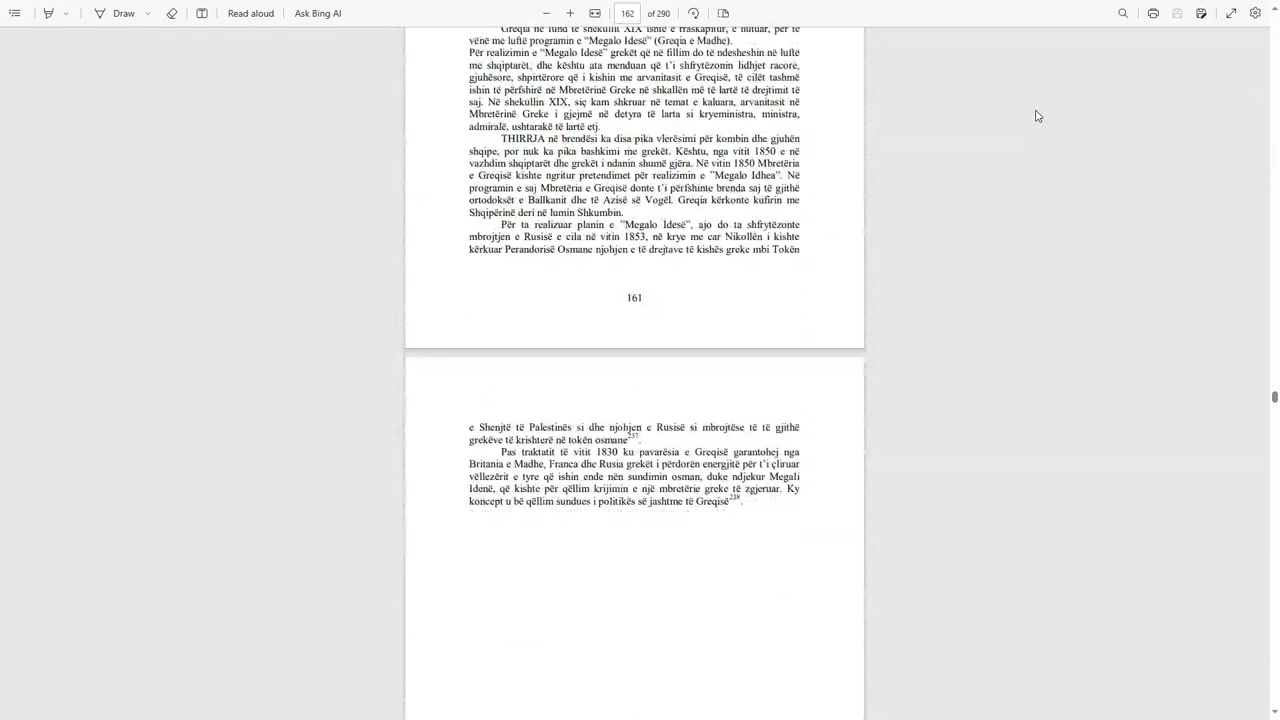 Draw
Read aloud
Ask Bing AI
162 of 290
Greqia në fund të shekullit XIX ishte e rraskapitur, e hutuar, për të
vënë me luftë programin e “Megalo Idesë” (Greqia e Madhe).
Për realizimin e “Megalo Idesë” grekët që në fillim do të ndesheshin në luftë
me shqiptarët, dhe kështu ata menduan që t’i shfrytëzonin lidhjet racore,
gjuhësore, shpirtërore që i kishin me arvanitasit e Greqisë, të cilët tashmë
ishin të përfshirë në Mbretërinë Greke në shkallën më të lartë të drejtimit të
saj. Në shekullin XIX, siç kam shkruar në temat e kaluara, arvanitasit në
Mbretërinë Greke i gjejmë në detyra të larta si kryeministra, ministra,
admiralë, ushtarakë të lartë etj.
THIRRJA në brendësi ka disa pika vlerësimi për kombin dhe gjuhën
shqipe, por nuk ka pika bashkimi me grekët. Kështu, nga vitit 1850 e në
vazhdim shqiptarët dhe grekët i ndanin shumë gjëra. Në vitin 1850 Mbretëria
e Greqisë kishte ngritur pretendimet për realizimin e ”Megalo Idhea”. Në
programin e saj Mbretëria e Greqisë donte t’i përfshinte brenda saj të gjithë
ortodoksët e Ballkanit dhe të Azisë së Vogël. Greqia kërkonte kufirin me
Shqipërinë deri në lumin Shkumbin.
Për ta realizuar planin e ”Megalo Idesë”, ajo do ta shfrytëzonte
mbrojtjen e Rusisë e cila në vitin 1853, në krye me car Nikollën i kishte
kërkuar Perandorisë Osmane njohjen e të drejtave të kishës greke mbi Tokën
161
e Shenjtë të Palestinës si dhe njohjen e Rusisë si mbrojtëse të të gjithë
grekëve të krishterë në tokën osmane237.
Pas traktatit të vitit 1830 ku pavarësia e Greqisë garantohej nga
Britania e Madhe, Franca dhe Rusia grekët i përdorën energjitë për t’i çliruar
vëllezërit e tyre që ishin ende nën sundimin osman, duke ndjekur Megali
Idenë, që kishte për qëllim krijimin e një mbretërie greke të zgjeruar. Ky
koncept u bë qëllim sundues i politikës së jashtme të Greqisë238.